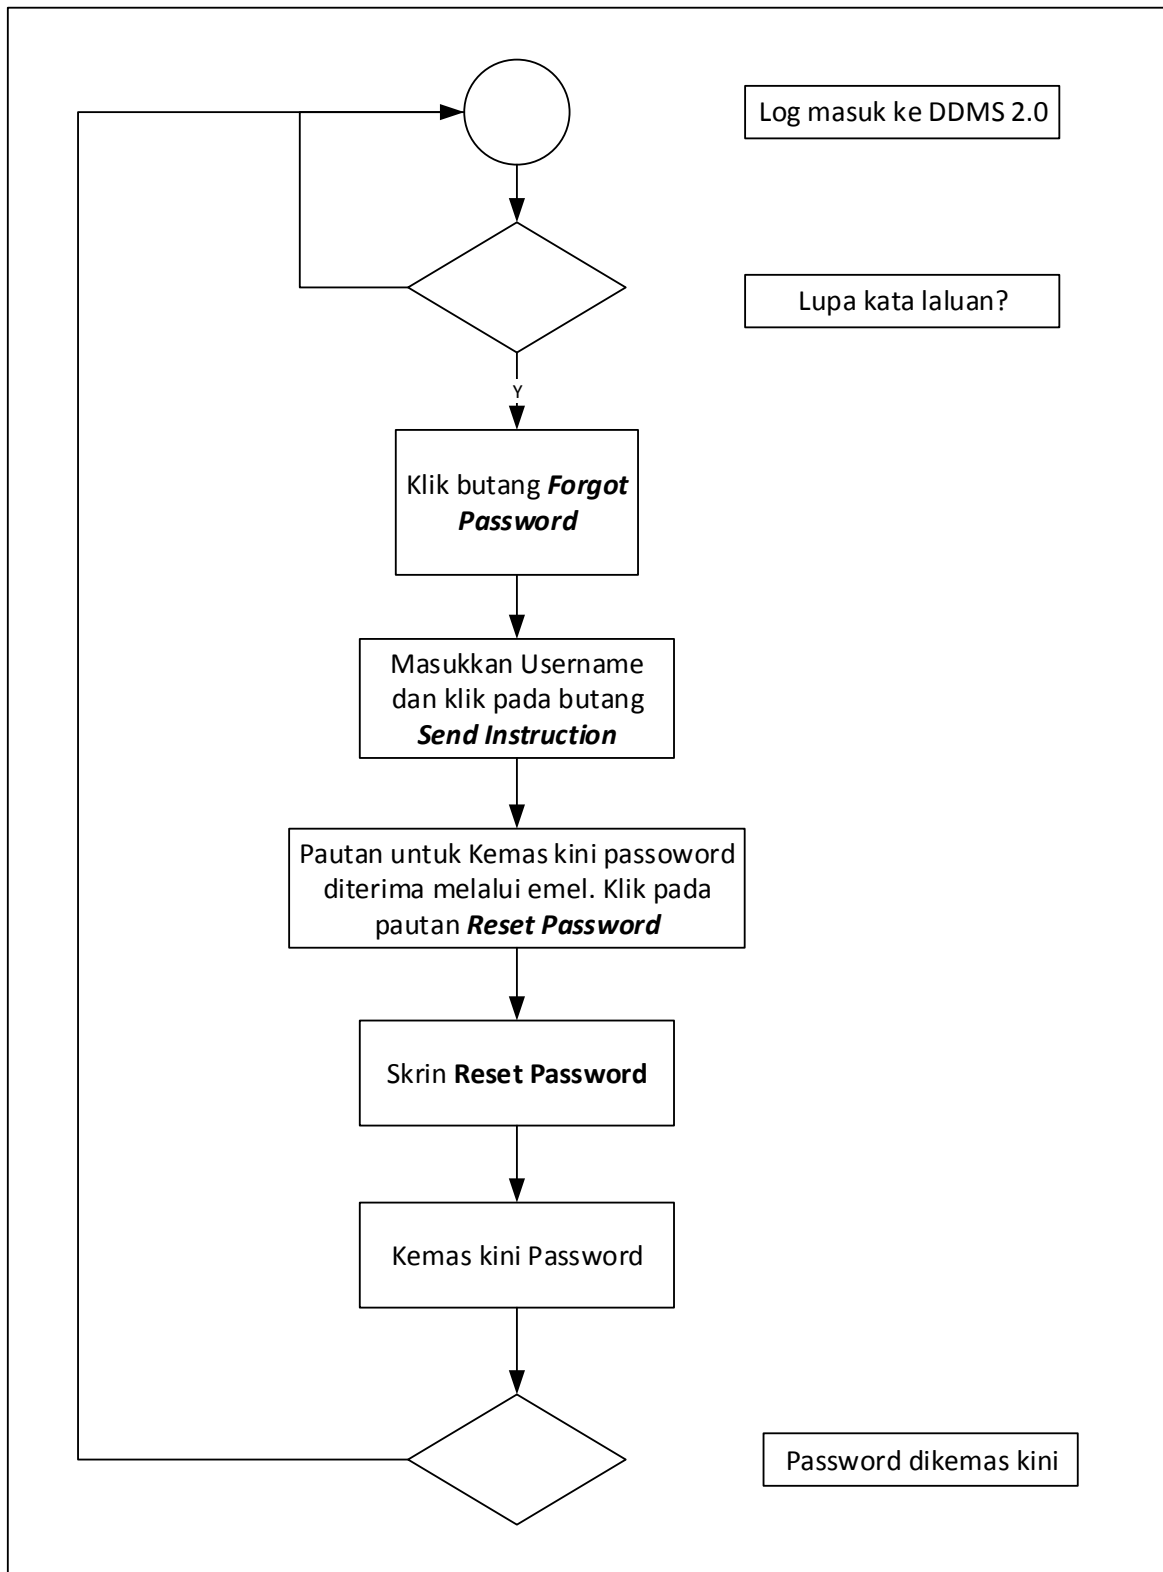 Log masuk ke DDMS 2.0
Lupa kata laluan?
Y
Klik butang Forgot
Password
Masukkan Username
dan klik pada butang
Send Instruction
Pautan untuk Kemas kini passoword
diterima melalui emel. Klik pada
pautan Reset Password
Skrin Reset Password
Kemas kini Password
Password dikemas kini